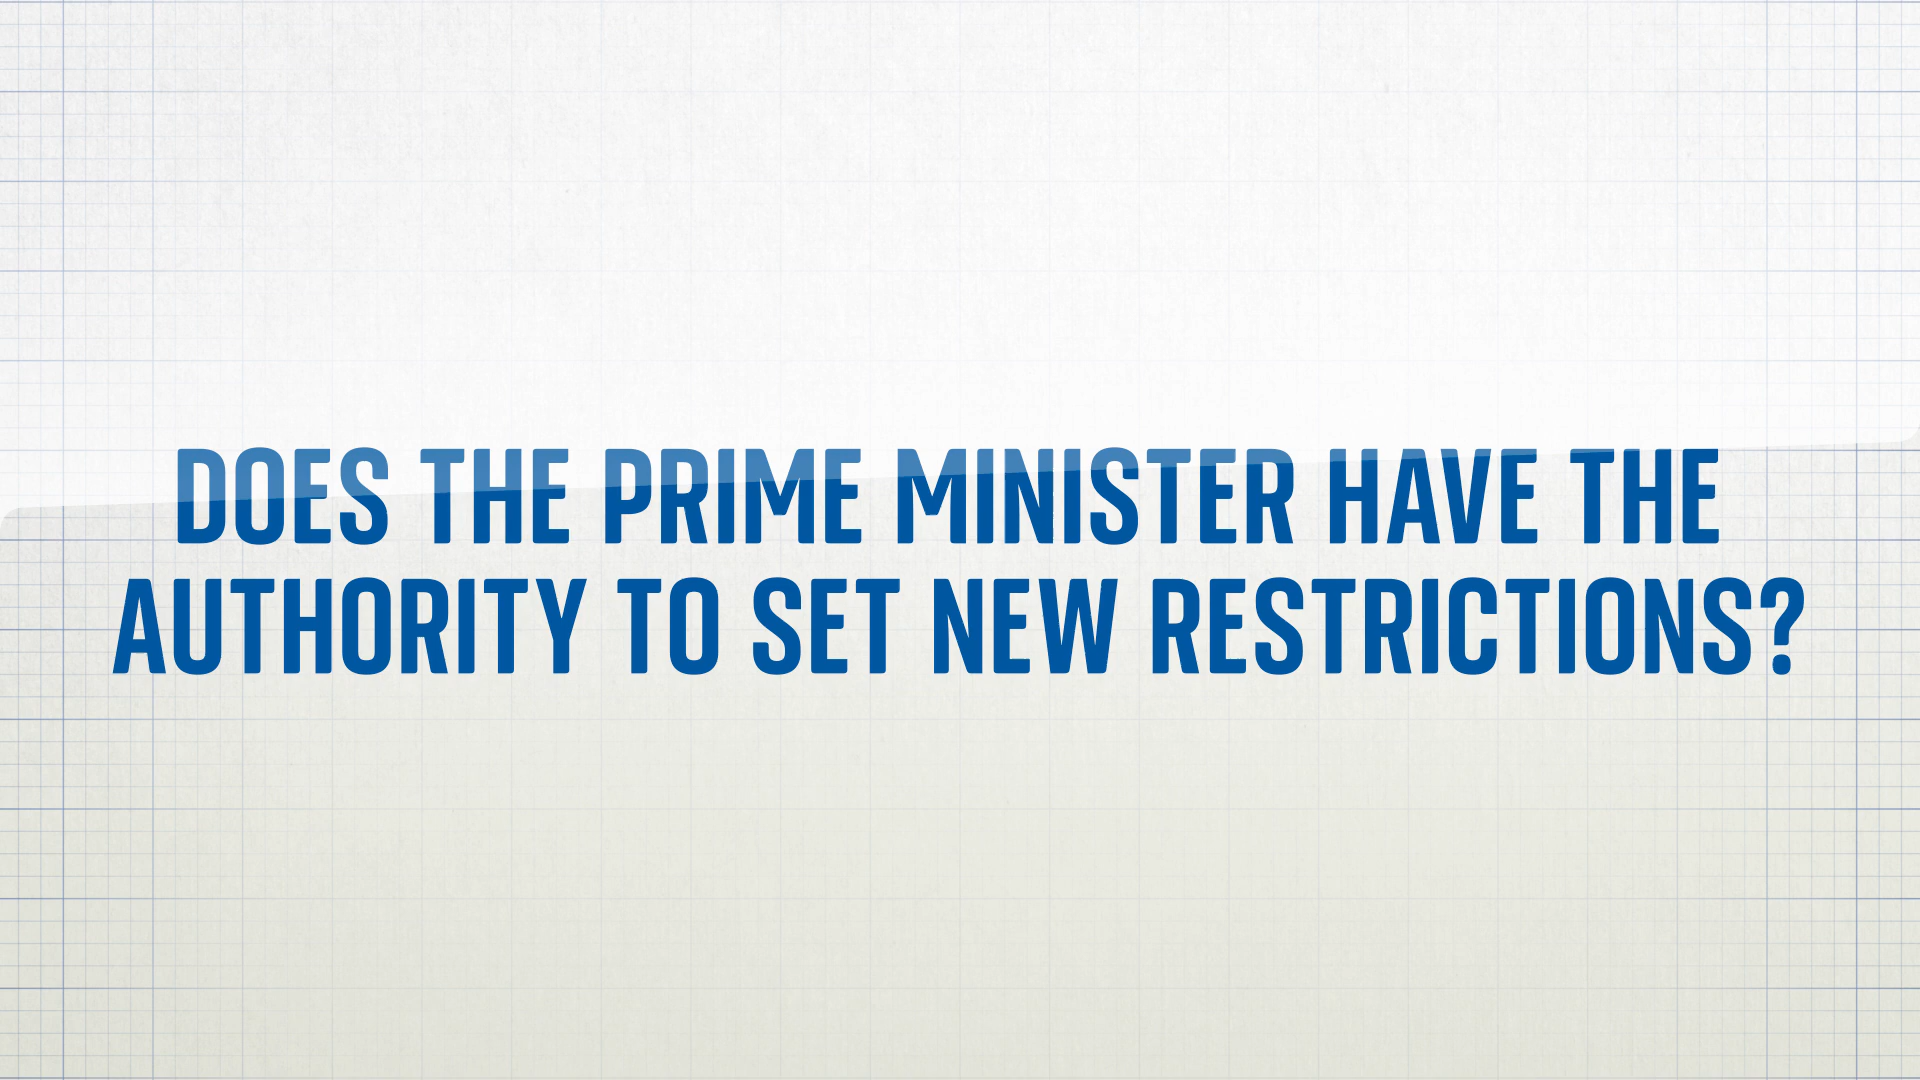 DOES THE PRIME MINISTER HAVE THE
AUTHORITY TO SET NEW RESTRICTIONS?